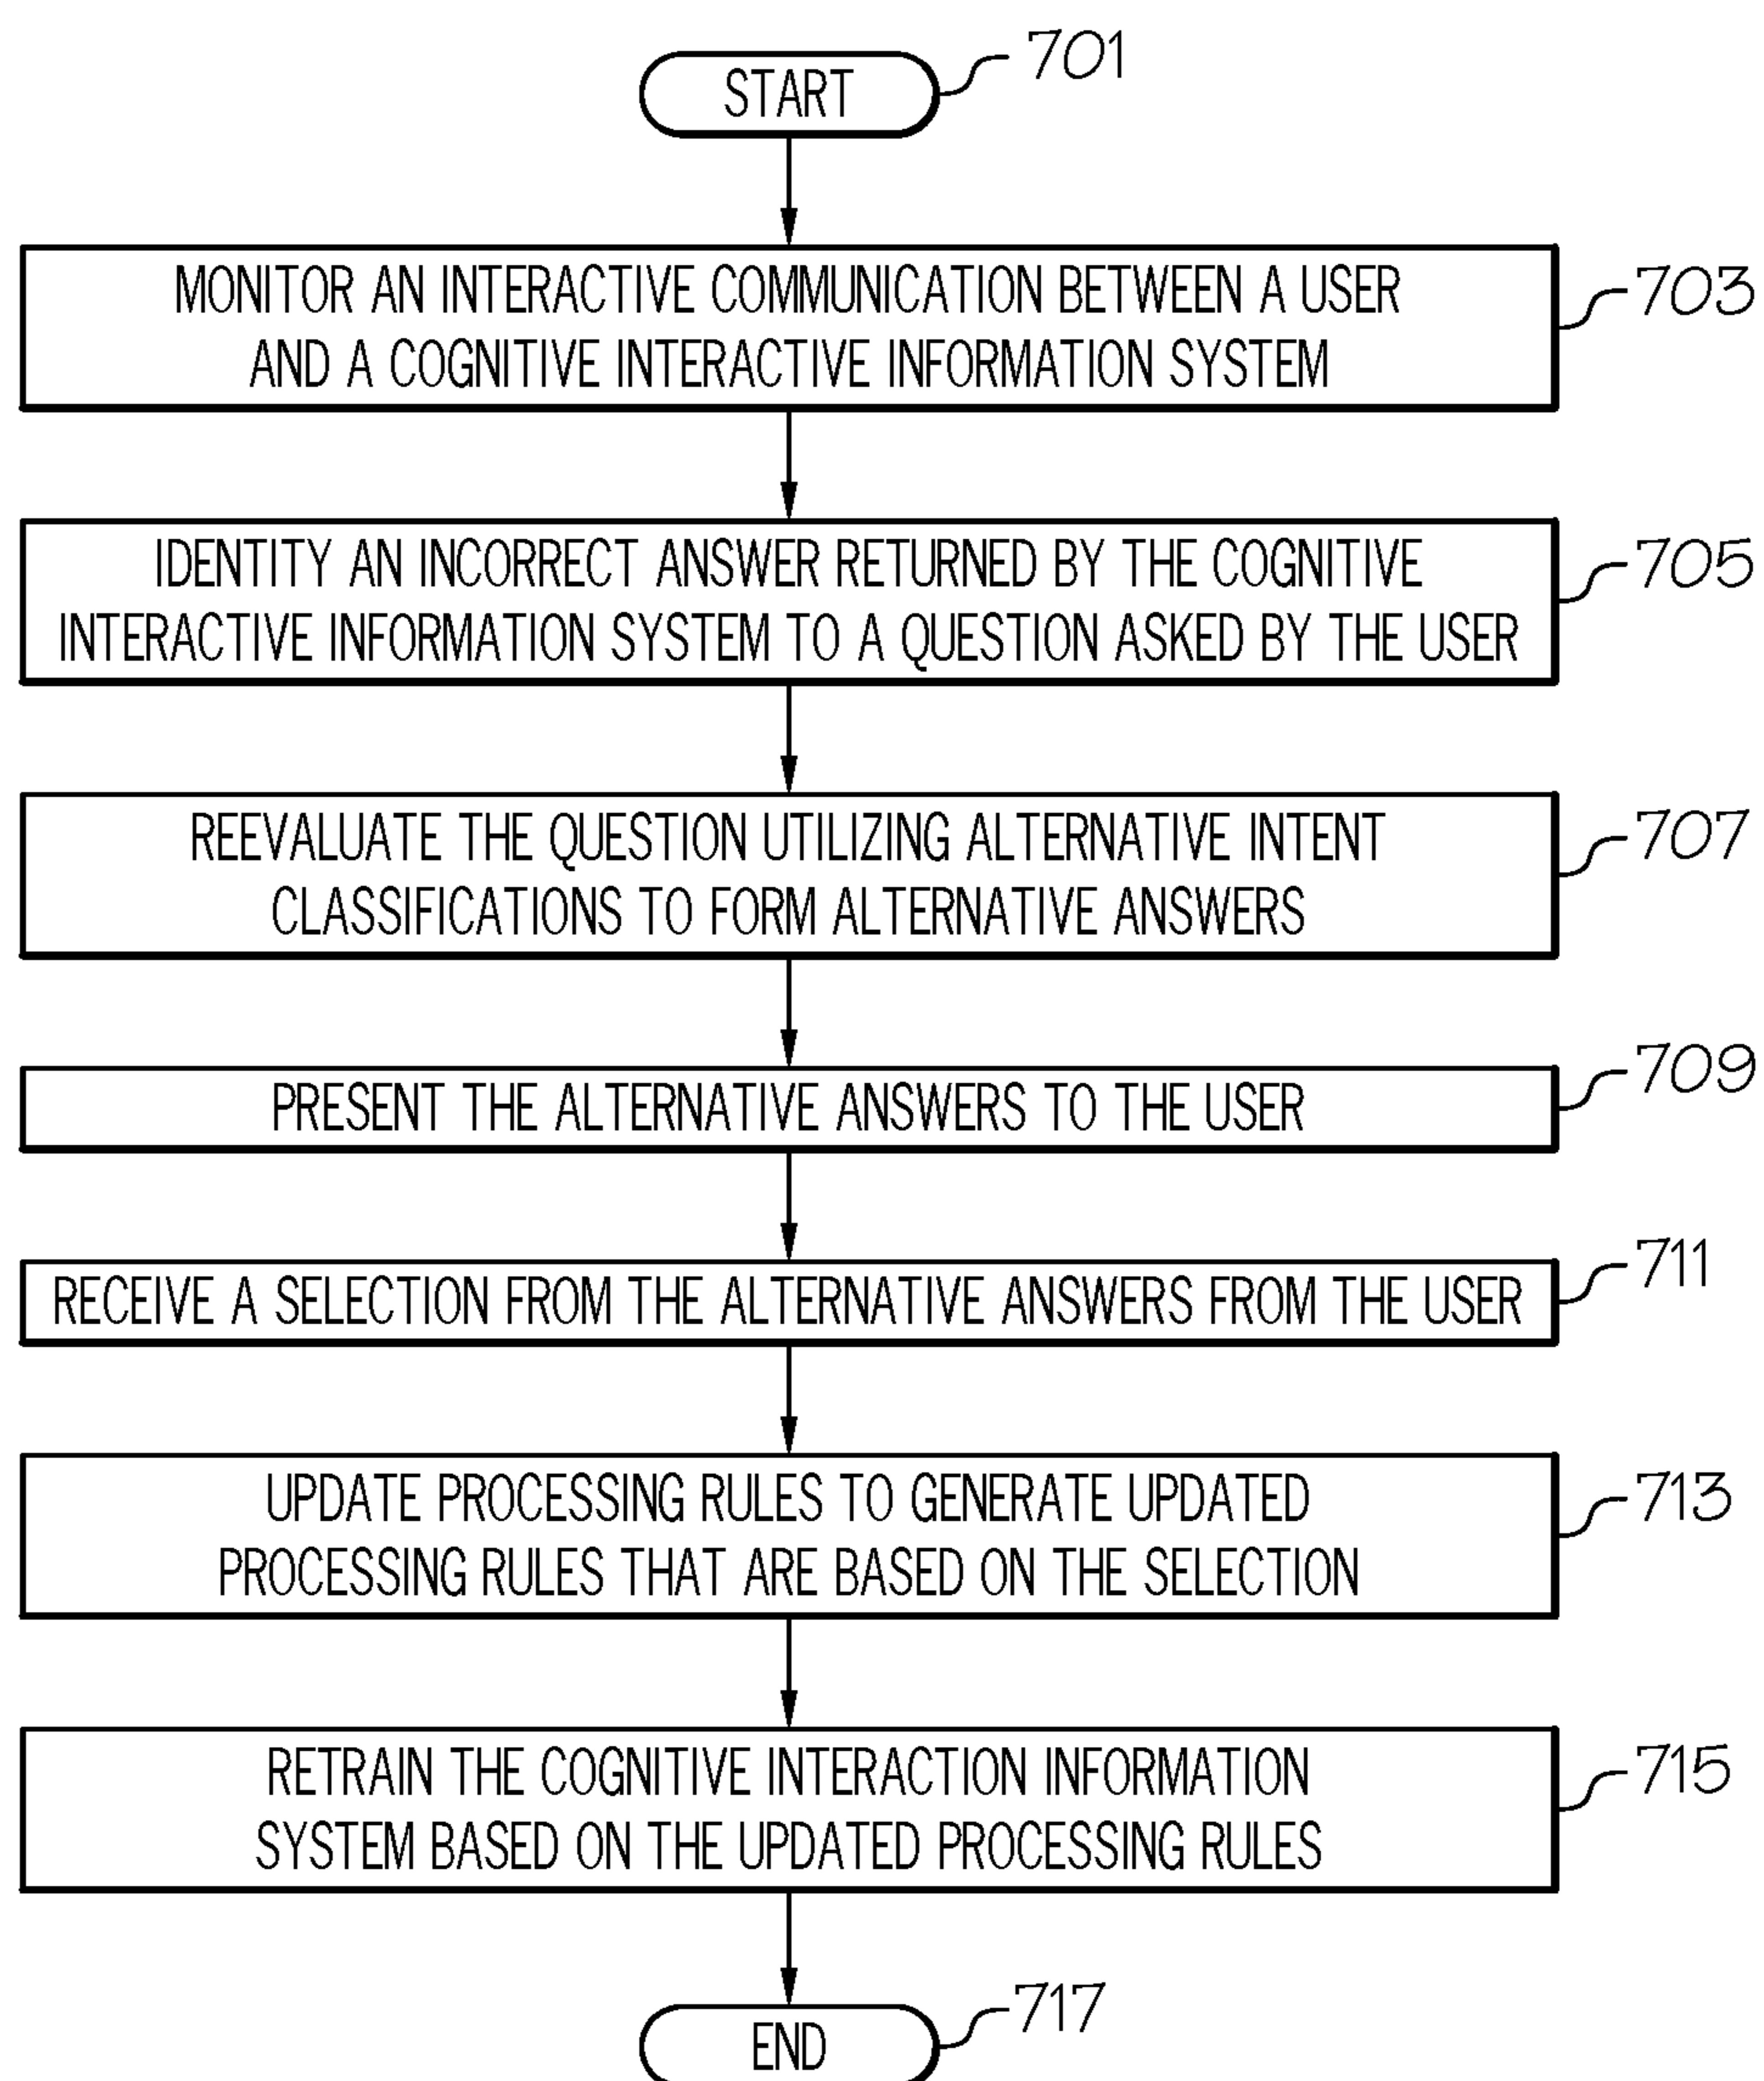 START
701
MONITOR AN INTERACTIVE COMMUNICATION BETWEEN A USER
AND A COGNITIVE INTERACTIVE INFORMATION SYSTEM
703
IDENTITY AN INCORRECT ANSWER RETURNED BY THE COGNITIVE
INTERACTIVE INFORMATION SYSTEM TO A QUESTION ASKED BY THE USER
705
REEVALUATE THE QUESTION UTILIZING ALTERNATIVE INTENT
CLASSIFICATIONS TO FORM ALTERNATIVE ANSWERS
707
PRESENT THE ALTERNATIVE ANSWERS TO THE USER
709
RECEIVE A SELECTION FROM THE ALTERNATIVE ANSWERS FROM THE USER
711
UPDATE PROCESSING RULES TO GENERATE UPDATED
PROCESSING RULES THAT ARE BASED ON THE SELECTION
713
RETRAIN THE COGNITIVE INTERACTION INFORMATION
SYSTEM BASED ON THE UPDATED PROCESSING RULES
715
END
717